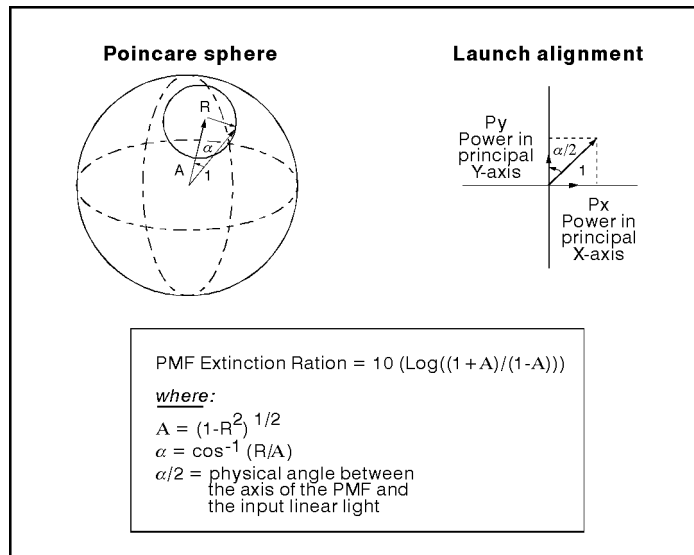 Poincare sphere
Launch alignment
R
α
A
1
Py
Power in
principal
Y-axis
α/2
1
Px
Power in
principal
X-axis
PMF Extinction Ration = 10 (Log((1+A)/(1-A)))
where:
A = (1-R²) 1/2
α = cos⁻¹ (R/A)
α/2 = physical angle between
the axis of the PMF and
the input linear light